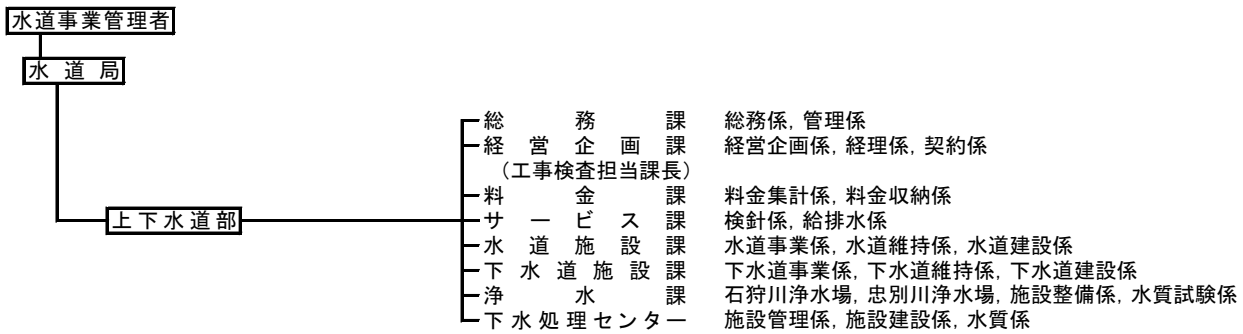 水道事業管理者
水道局
総務課 総務係, 管理係
経営企画課 経営企画係, 経理係, 契約係
(工事検査担当課長)
料金課 料金集計係, 料金収納係
上下水道部 サービス課 検針係, 給排水係
水道施設課 水道事業係, 水道維持係, 水道建設係
下水道施設課 下水道事業係, 下水道維持係, 下水道建設係
浄水課 石狩川浄水場, 忠別川浄水場, 施設整備係, 水質試験係
下水処理センター 施設管理係, 施設建設係, 水質係